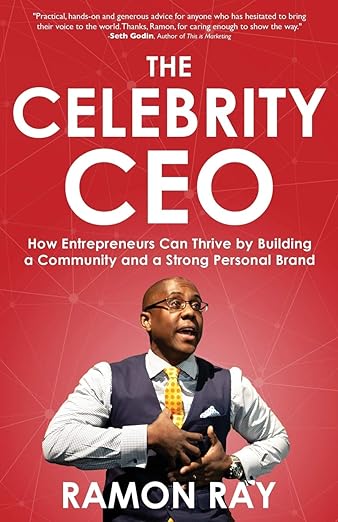 "Practical, hands-on and generous advice for anyone who has hesitated to bring
their voice to the world. Thanks, Ramon, for caring enough to show the way."
-Seth Godin, Author of This is Marketing
THE
CELEBRITY
CEO
How Entrepreneurs Can Thrive by Building
a Community and a Strong Personal Brand
RAMON RAY